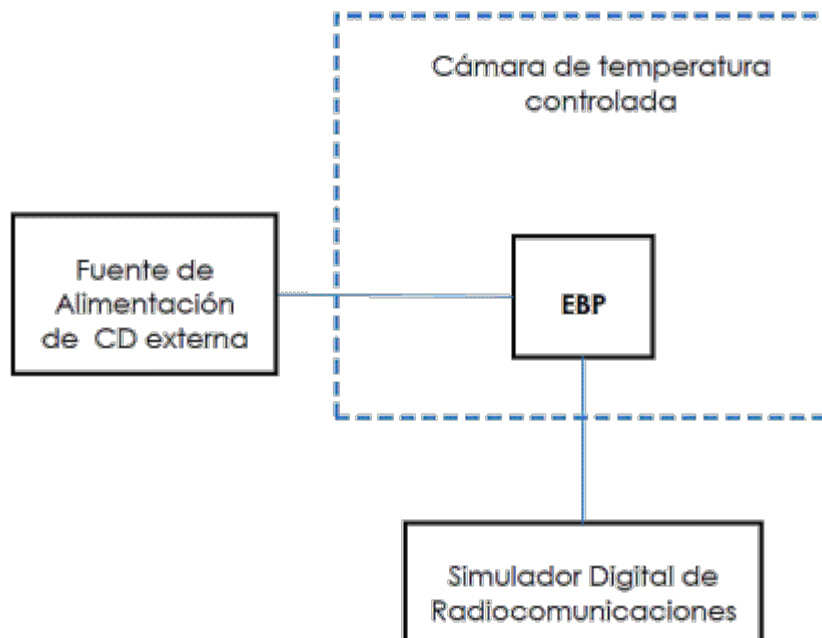 Cámara de temperatura
controlada
Fuente de
Alimentación
de CD externa
EBP
Simulador Digital de
Radiocomunicaciones